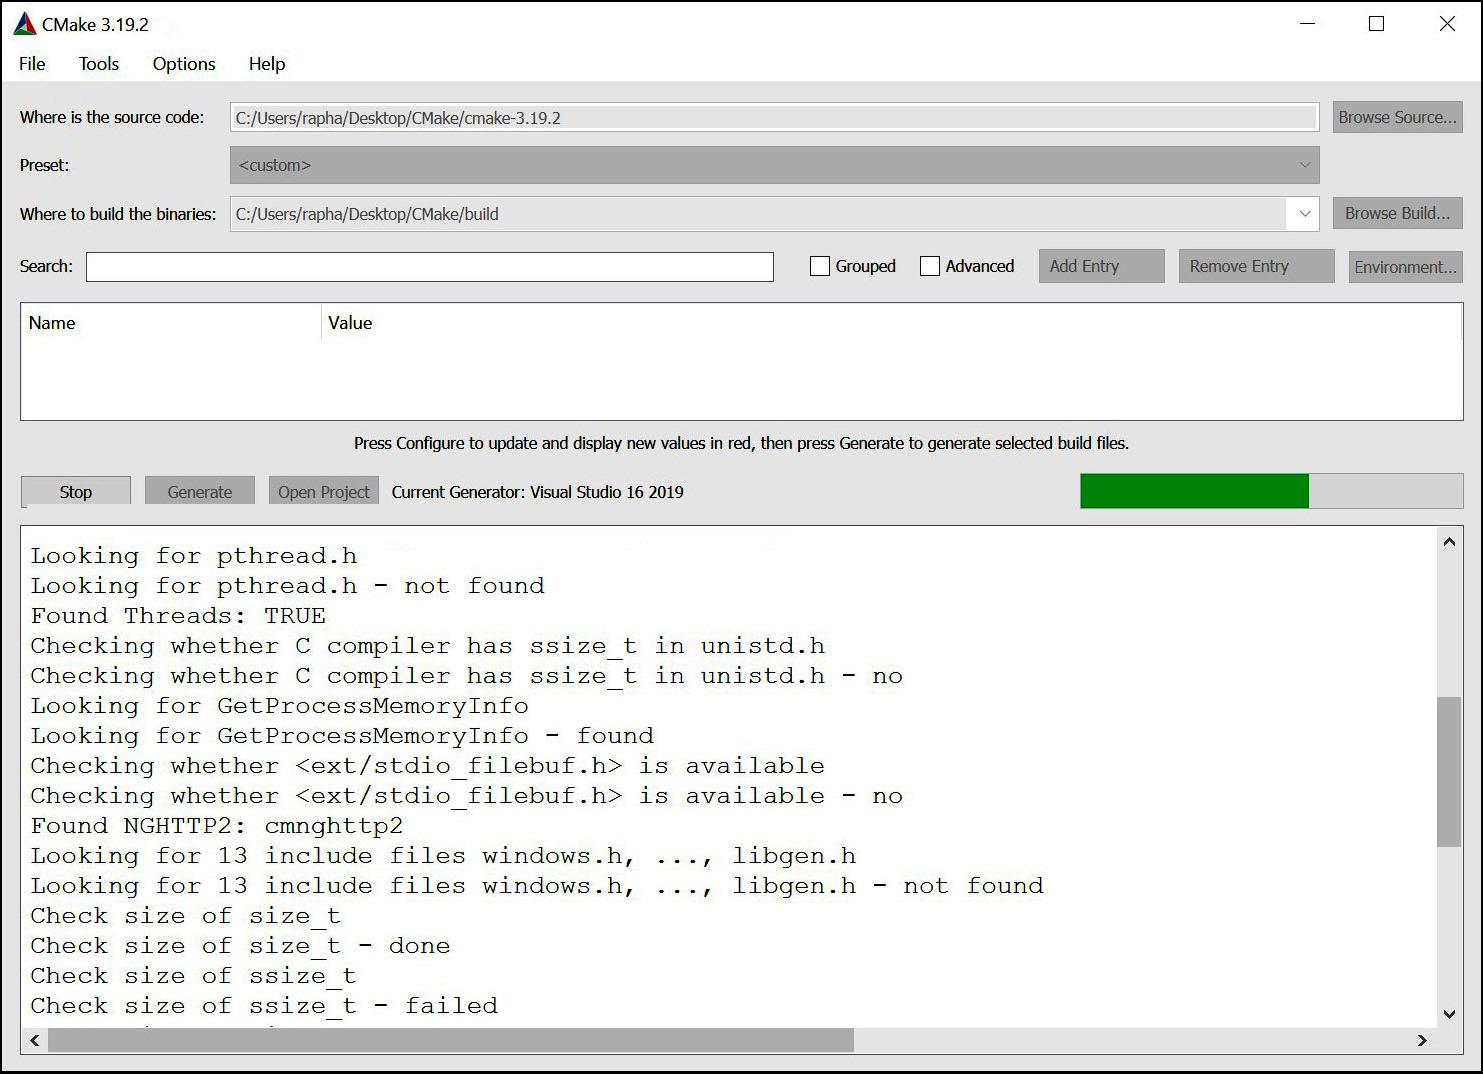 CMake 3.19.2
File Tools Options Help
Where is the source code: C:/Users/rapha/Desktop/CMake/cmake-3.19.2 Browse Source...
Preset: <custom>
Where to build the binaries: C:/Users/rapha/Desktop/CMake/build Browse Build...
Search: Grouped Advanced Add Entry Remove Entry Environment...
Name Value
Press Configure to update and display new values in red, then press Generate to generate selected build files.
Stop Generate Open Project Current Generator: Visual Studio 16 2019
Looking for pthread.h
Looking for pthread.h - not found
Found Threads: TRUE
Checking whether C compiler has ssize_t in unistd.h
Checking whether C compiler has ssize_t in unistd.h - no
Looking for GetProcessMemoryInfo
Looking for GetProcessMemoryInfo - found
Checking whether <ext/stdio_filebuf.h> is available
Checking whether <ext/stdio_filebuf.h> is available - no
Found NGHTTP2: cmnghttp2
Looking for 13 include files windows.h, ..., libgen.h
Looking for 13 include files windows.h, ..., libgen.h - not found
Check size of size_t
Check size of size_t - done
Check size of ssize_t
Check size of ssize_t - failed